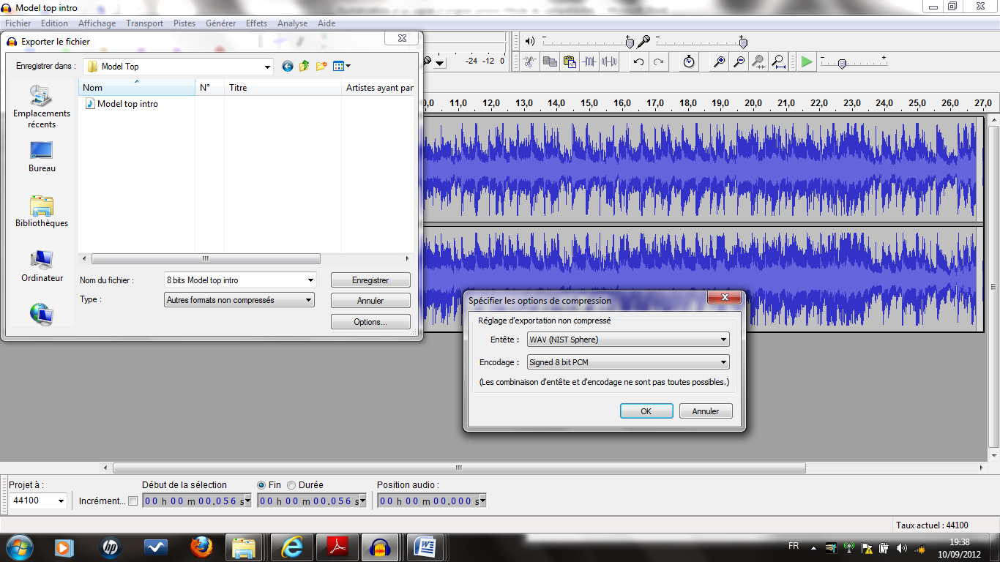 Model top intro
Fichier Edition Affichage Transport Pistes Générer Effets Analyse Aide
Exporter le fichier
Enregistrer dans : Model Top
Nom N° Titre Artistes ayant par
Model top intro
Emplacements
récents
Bureau
Bibliothèques
Ordinateur
Nom du fichier : 8 bits Model top intro Enregistrer
Type : Autres formats non compressés Annuler
Options...
-24 -12 0
0,0 11,0 12,0 13,0 14,0 15,0 16,0 17,0 18,0 19,0 20,0 21,0 22,0 23,0 24,0 25,0 26,0 27,0
Spécifier les options de compression
Réglage d'exportation non compressé
Entête : WAV (NIST Sphere)
Encodage : Signed 8 bit PCM
(Les combinaison d'entête et d'encodage ne sont pas toutes possibles.)
OK Annuler
Projet à : Début de la sélection Fin Durée Position audio :
44100 Incrément... 00 h 00 m 00.056 s 00 h 00 m 00.056 s 00 h 00 m 00.000 s
Taux actuel : 44100
FR 19:38
10/09/2012